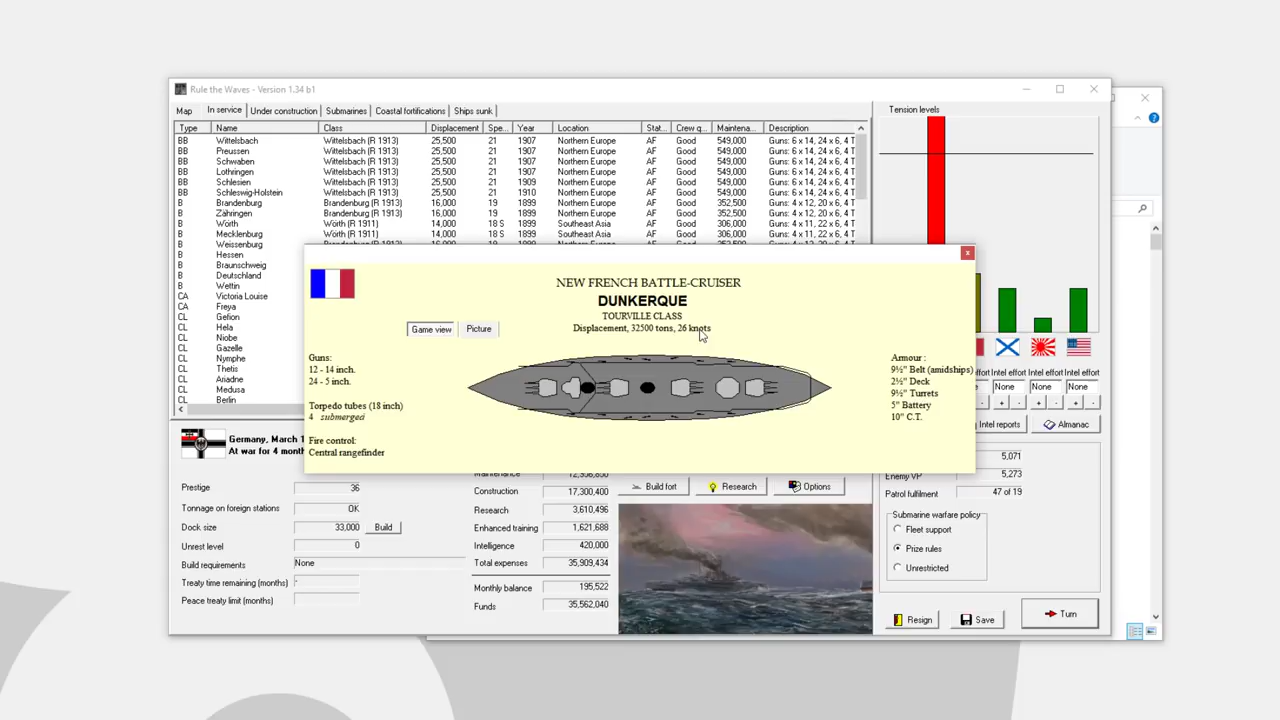 Rule the Waves - Version 1.34 b1
Map In service Under construction Submarines Coastal fortifications Ships sunk
Type Name Class Displacement Spe... Year Location Stat... Crew q... Maintena... Description
BB Wittelsbach Wittelsbach (R 1913) 25,500 21 1907 Northern Europe AF Good 549,000 Guns: 6 x 14, 24 x 6, 4 T
BB Preussen Wittelsbach (R 1913) 25,500 21 1907 Northern Europe AF Good 549,000 Guns: 6 x 14, 24 x 6, 4 T
BB Schwaben Wittelsbach (R 1913) 25,500 21 1907 Northern Europe AF Good 549,000 Guns: 6 x 14, 24 x 6, 4 T
BB Lothringen Wittelsbach (R 1913) 25,500 21 1907 Northern Europe AF Good 549,000 Guns: 6 x 14, 24 x 6, 4 T
BB Schlesien Wittelsbach (R 1913) 25,500 21 1909 Northern Europe AF Good 549,000 Guns: 6 x 14, 24 x 6, 4 T
BB Schleswig-Holstein Wittelsbach (R 1913) 25,500 21 1910 Northern Europe AF Good 549,000 Guns: 6 x 14, 24 x 6, 4 T
B Brandenburg Brandenburg (R 1913) 16,000 19 1899 Northern Europe AF Good 352,500 Guns: 4 x 12, 20 x 6, 4 T
B Zähringen Brandenburg (R 1913) 16,000 19 1899 Northern Europe AF Good 352,500 Guns: 4 x 12, 20 x 6, 4 T
B Wörth Wörth (R 1911) 14,000 18 S 1899 Southeast Asia AF Good 306,000 Guns: 4 x 11, 22 x 6, 4 T
B Mecklenburg Wörth (R 1911) 14,000 18 S 1899 Southeast Asia AF Good 306,000 Guns: 4 x 11, 22 x 6, 4 T
B Weissenburg
B Hessen
B Braunschweig
B Deutschland
B Wettin
CA Victoria Louise
CA Freya
CL Gefion
CL Hela
CL Niobe
CL Gazelle
CL Nymphe
CL Thetis
CL Ariadne
CL Medusa
CL Berlin
Tension levels
NEW FRENCH BATTLE-CRUISER
DUNKERQUE
TOURVILLE CLASS
Displacement, 32500 tons, 26 knots
Game view Picture
Guns:
12 - 14 inch.
24 - 5 inch.
Torpedo tubes (18 inch)
4 submerged
Fire control:
Central rangefinder
Armour :
9½" Belt (amidships)
2½" Deck
9½" Turrets
5" Battery
10" C.T.
Intel effort Intel effort Intel effort
None None None
+ - + - + -
Intel reports Almanac
Germany, March 1
At war for 4 month
Prestige 36
Tonnage on foreign stations OK
Dock size 33,000 Build
Unrest level 0
Build requirements None
Treaty time remaining (months) -
Peace treaty limit (months)
Construction 17,300,400
Research 3,610,496
Enhanced training 1,621,688
Intelligence 420,000
Total expenses 35,909,434
Monthly balance 195,522
Funds 35,562,040
Build fort Research Options
5,071
Enemy VP 5,273
Patrol fulfilment 47 of 19
Submarine warfare policy
Fleet support
Prize rules
Unrestricted
Resign Save Turn